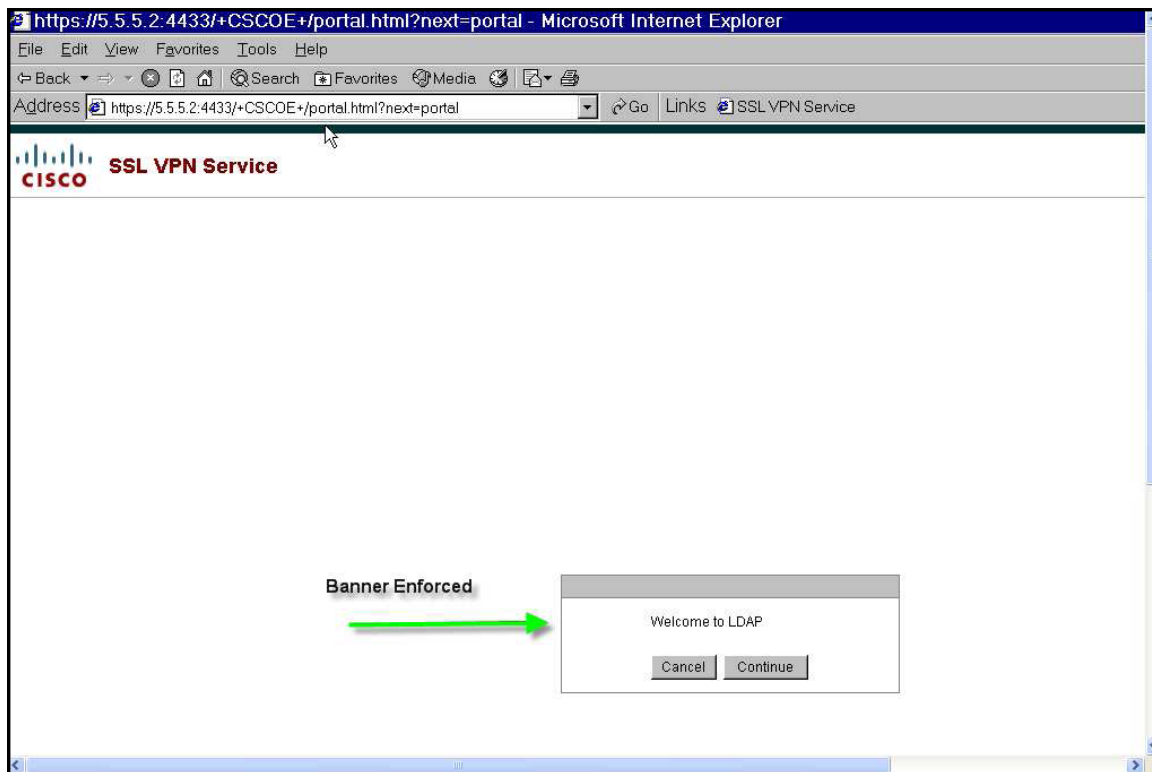 https://5.5.5.2:4433/+CSCOE+/portal.html?next=portal - Microsoft Internet Explorer
File Edit View Favorites Tools Help
Back Search Favorites Media
Address https://5.5.5.2:4433/+CSCOE+/portal.html?next=portal Go Links SSL VPN Service
CISCO SSL VPN Service
Banner Enforced
Welcome to LDAP
Cancel Continue